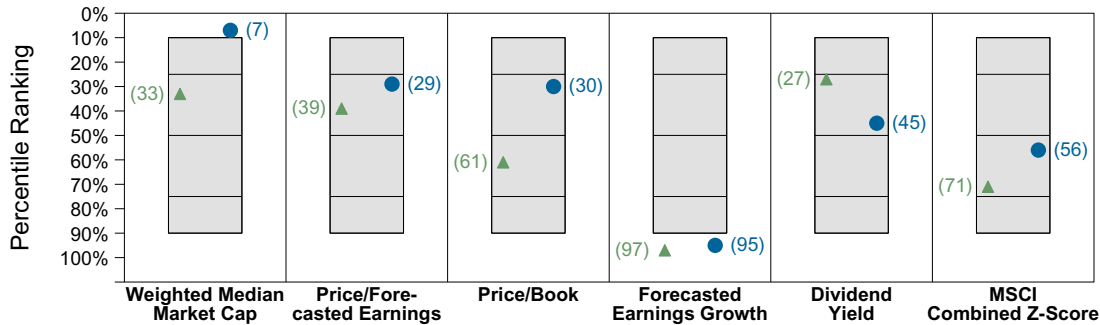 Percentile Ranking
0%
10%
20%
30%
40%
50%
60%
70%
80%
90%
100%
(7)
(33)
(29)
(39)
(30)
(61)
(97)
(95)
(27)
(45)
(56)
(71)
Weighted Median
Market Cap
Price/Fore-
casted Earnings
Price/Book
Forecasted
Earnings Growth
Dividend
Yield
MSCI
Combined Z-Score